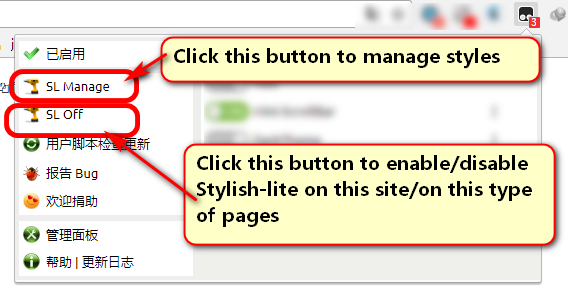 3
已启用
Click this button to manage styles
SL Manage
SL Off
用户脚本检查更新
Click this button to enable/disable
Stylish-lite on this site/on this type
of pages
报告 Bug
欢迎捐助
管理面板
帮助 | 更新日志